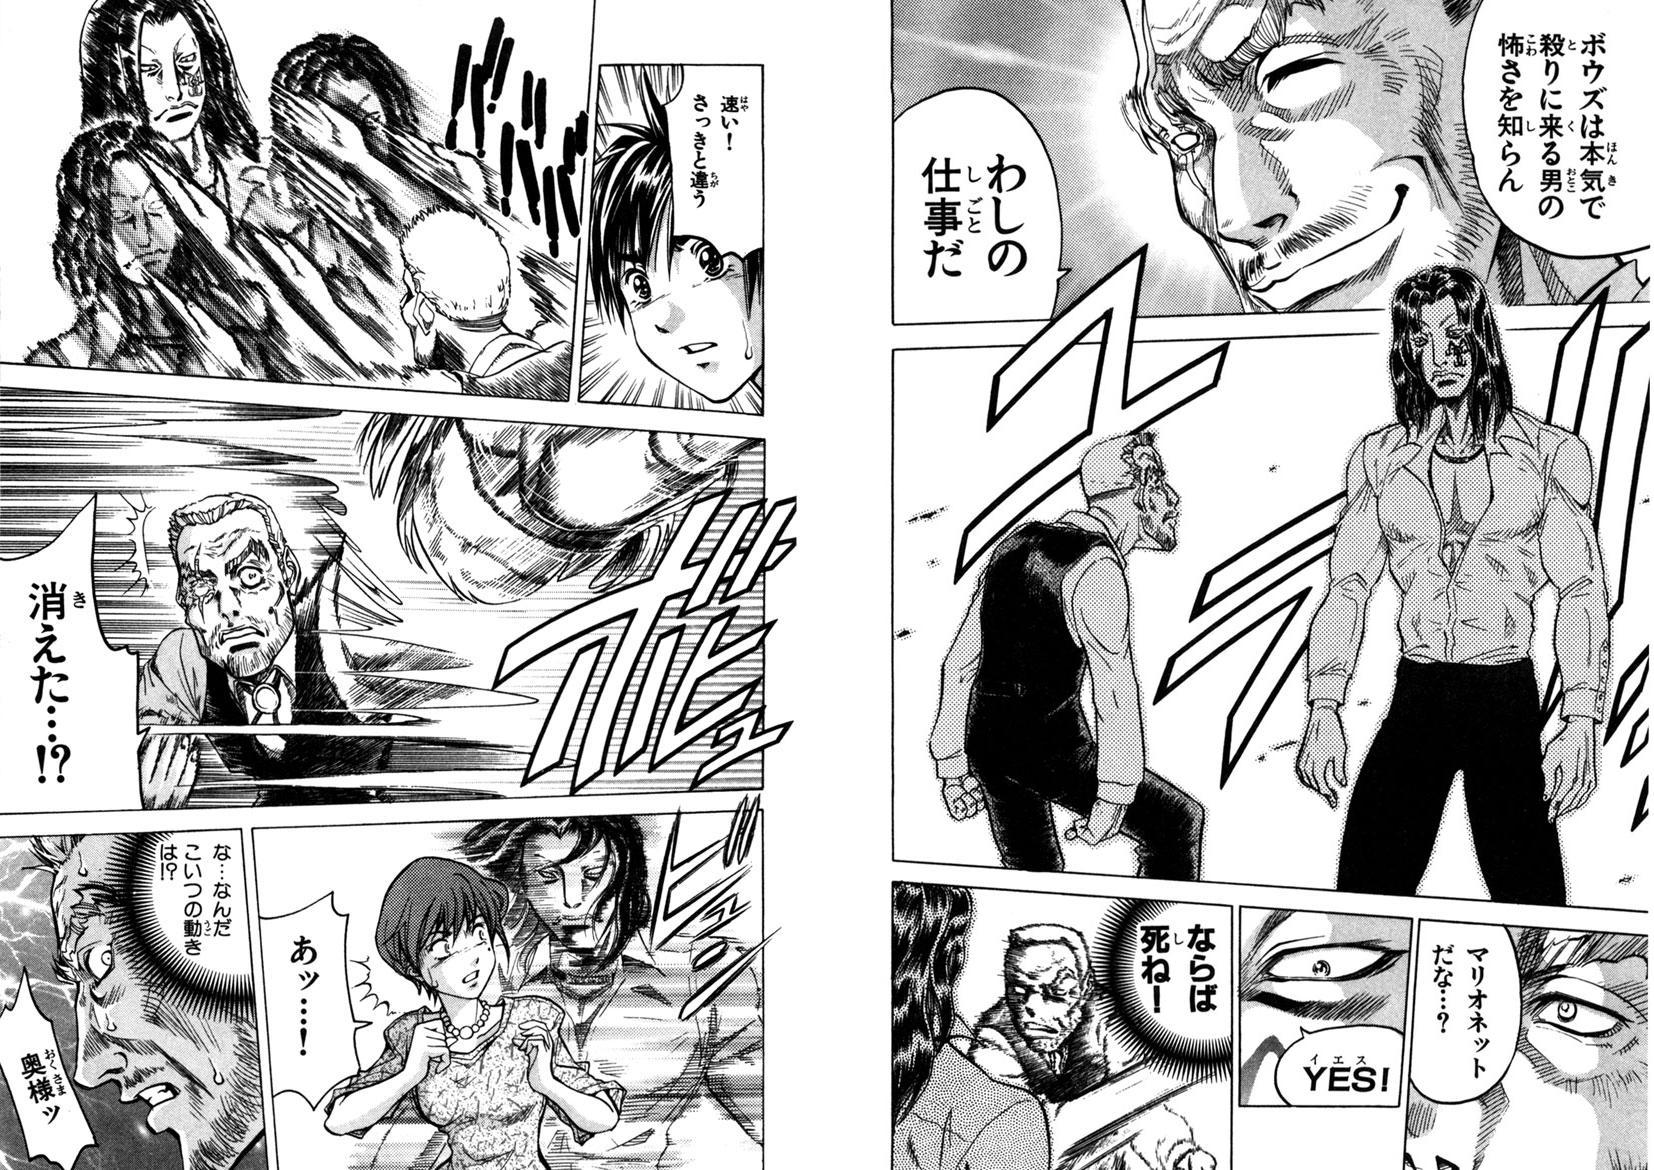 ボウズは本気で
殺りに来る男の
怖さを知らん
わしの
仕事だ
マリオネット
だな…?
YES!
ならば
死ね!
速い!
さっきと違う
消えた…!?
あッ…!
な…なんだ
こいつの動き
は!?
奥様ッ